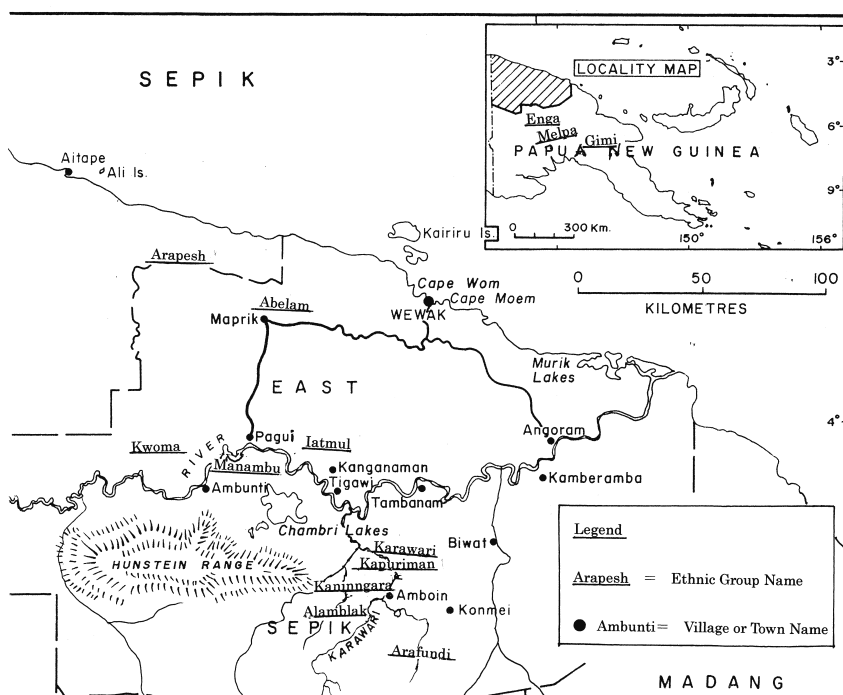 SEPIK
LOCALITY MAP
3°
Enga
Melpa
Gimi
6°
PAPUA NEW GUINEA
9°
0 300 Km.
150°
156°
Aitape
Ali Is.
Kairiru Is.
Arapesh
Cape Wom
Cape Moem
WEWAK
0 50 100
KILOMETRES
Abelam
Maprik
Murik
Lakes
EAST
4°
Angoram
Pagui
Iatmul
Kwoma
RIVER
Manambu
Kanganaman
Tigawi
Kamberamba
Ambunti
Tambanam
Chambri Lakes
Biwat
Karawari
Kapuriman
HUNSTEIN RANGE
Kaninngara
Amboin
Alamblak
Konmei
SEPIK
KARAWARI
Arafundi
Legend
Arapesh = Ethnic Group Name
Ambunti= Village or Town Name
MADANG